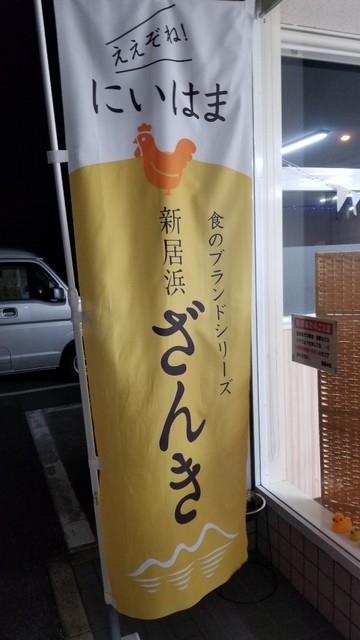 ええぞね!
にいはま
食のブランドシリーズ
新居浜
ざんき